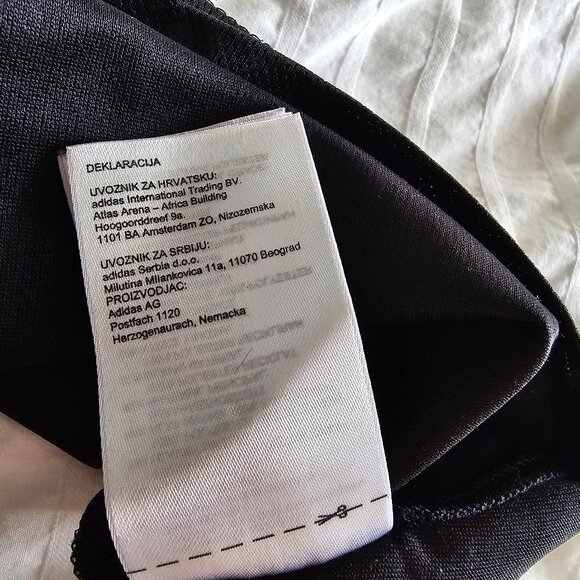 DEKLARACIJA
UVOZNIK ZA HRVATSKU:
adidas International Trading BV.
Atlas Arena – Africa Building
Hoogoorddreef 9a.
1101 BA Amsterdam ZO, Nizozemska
UVOZNIK ZA SRBIJU:
adidas Serbia d.o.o.
Milutina Milankovica 11a, 11070 Beograd
PROIZVODJAC:
Adidas AG
Postfach 1120
Herzogenaurach, Nemacka